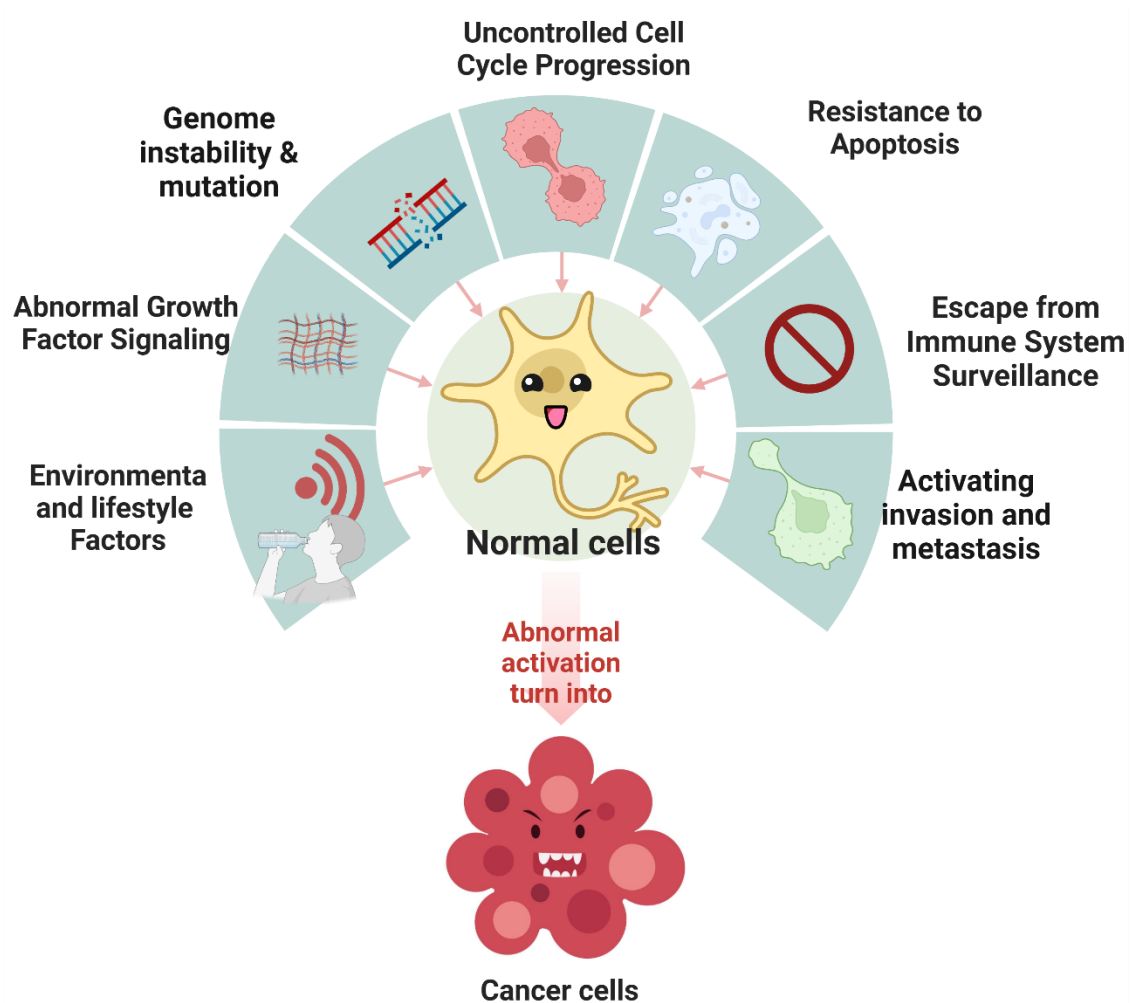 Uncontrolled Cell
Cycle Progression
Genome
instability &
mutation
Resistance to
Apoptosis
Abnormal Growth
Factor Signaling
Escape from
Immune System
Surveillance
Environmenta
and lifestyle
Factors
Activating
invasion and
metastasis
Normal cells
Abnormal
activation
turn into
Cancer cells